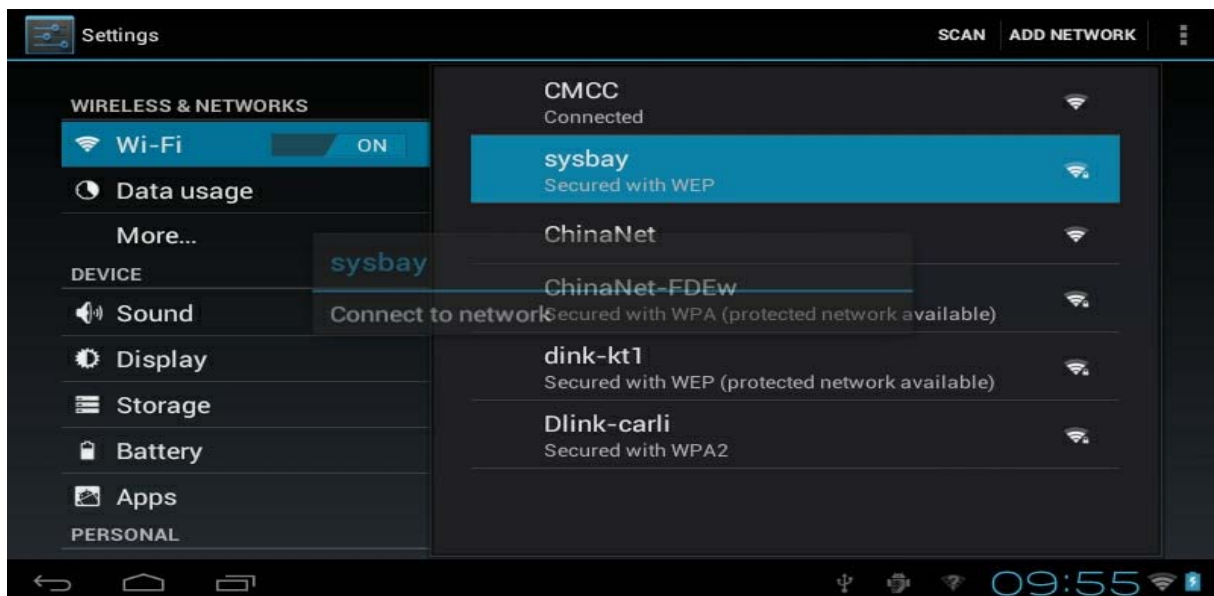 Settings
SCAN
ADD NETWORK
WIRELESS & NETWORKS
Wi-Fi
ON
Data usage
More...
DEVICE
Sound
Display
Storage
Battery
Apps
PERSONAL
CMCC
Connected
sysbay
Secured with WEP
ChinaNet
ChinaNet-FDEw
Secured with WPA (protected network available)
dink-kt1
Secured with WEP (protected network available)
Dlink-carli
Secured with WPA2
sysbay
Connect to network
09:55